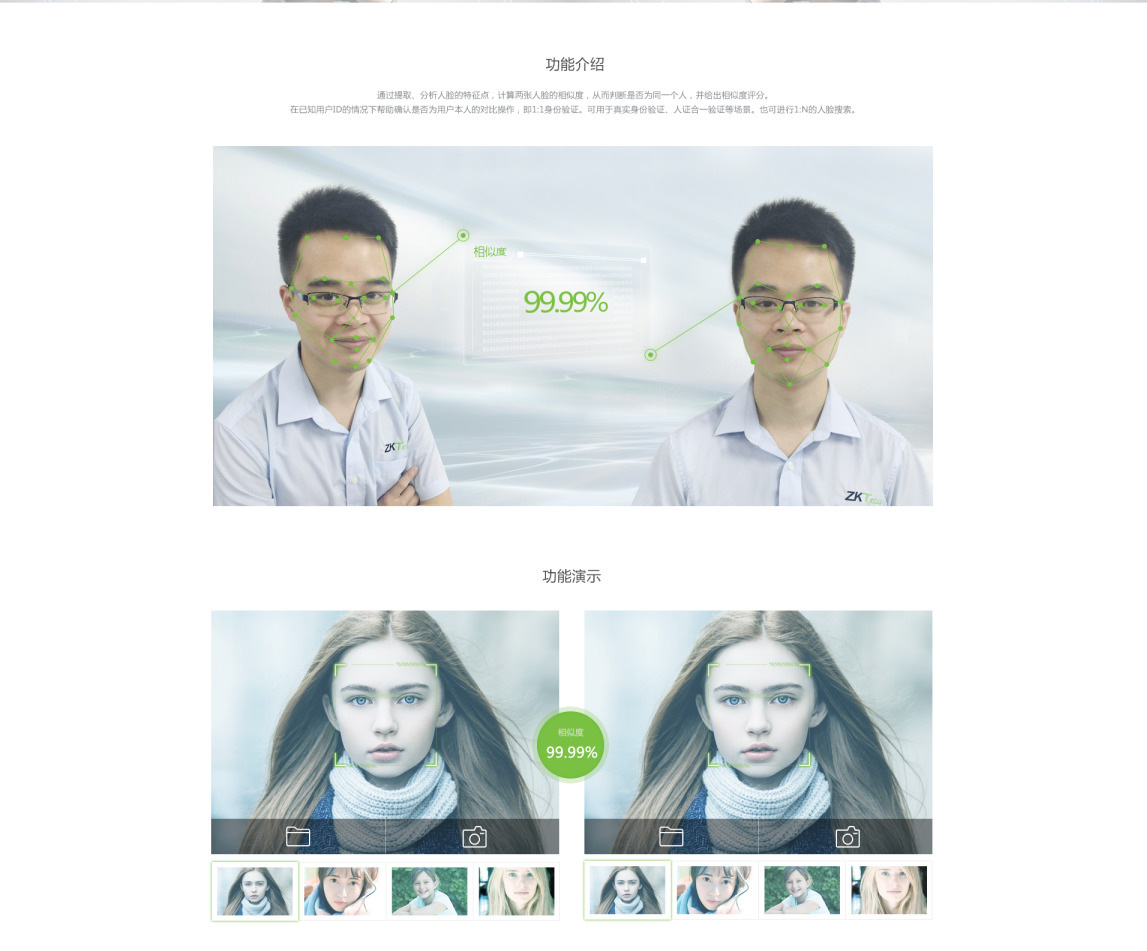 功能介绍
通过提取、分析人脸的特征点，计算两张人脸的相似度，从而判断是否为同一个人，并给出相似度评分。
在已知用户ID的情况下帮助确认是否为用户本人的对比操作，即1:1身份验证。可用于真实身份验证、人证合一验证等场景。也可进行1:N的人脸搜索。
相似度
99.99%
ZKT
ZKTeco
功能演示
相似度
99.99%